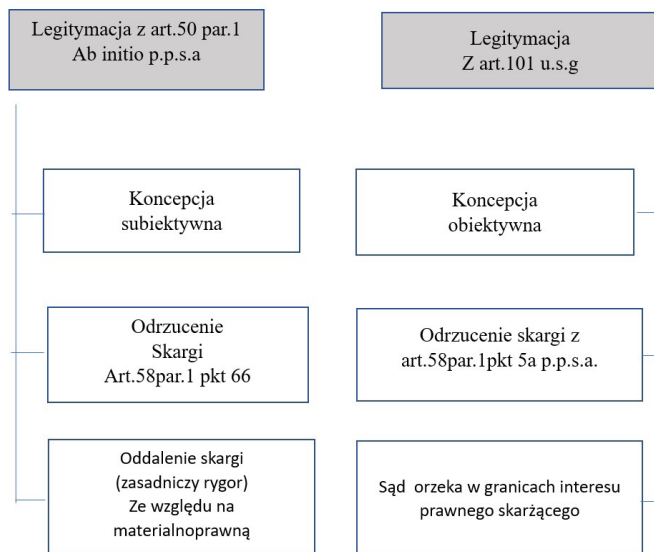 Legitymacja z art.50 par.1
Ab initio p.p.s.a
Legitymacja
Z art.101 u.s.g
Koncepcja
subiektywna
Koncepcja
obiektywna
Odrzucenie
Skargi
Art.58par.1 pkt 66
Odrzucenie skargi z
art.58par.1pkt 5a p.p.s.a.
Oddalenie skargi
(zasadniczy rygor)
Ze względu na
materialnoprawną
Sąd orzeka w granicach interesu
prawnego skarżącego